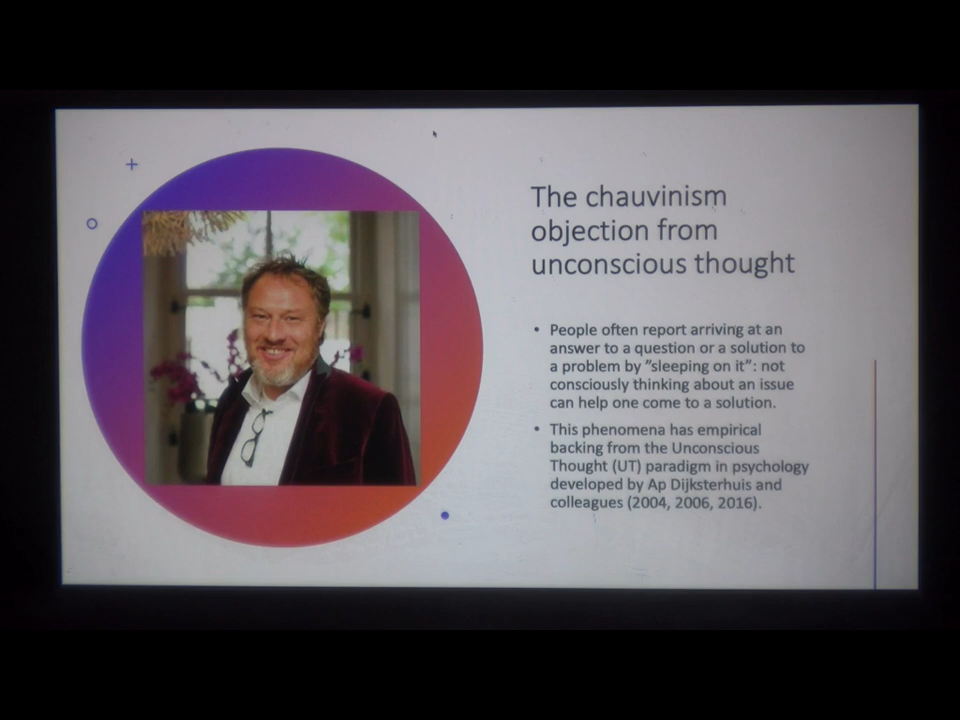 The chauvinism
objection from
unconscious thought
• People often report arriving at an
answer to a question or a solution to
a problem by ”sleeping on it”: not
consciously thinking about an issue
can help one come to a solution.
• This phenomena has empirical
backing from the Unconscious
Thought (UT) paradigm in psychology
developed by Ap Dijksterhuis and
colleagues (2004, 2006, 2016).